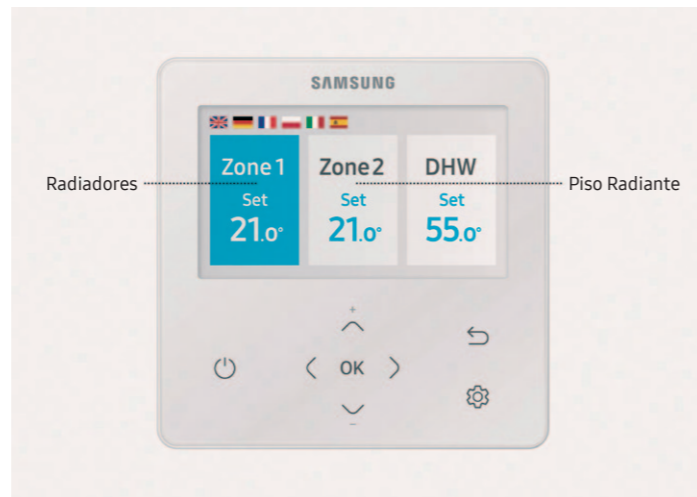 SAMSUNG
Zone 1
Set
21.0°
Zone 2
Set
21.0°
DHW
Set
55.0°
Radiadores
Piso Radiante
+
OK
-